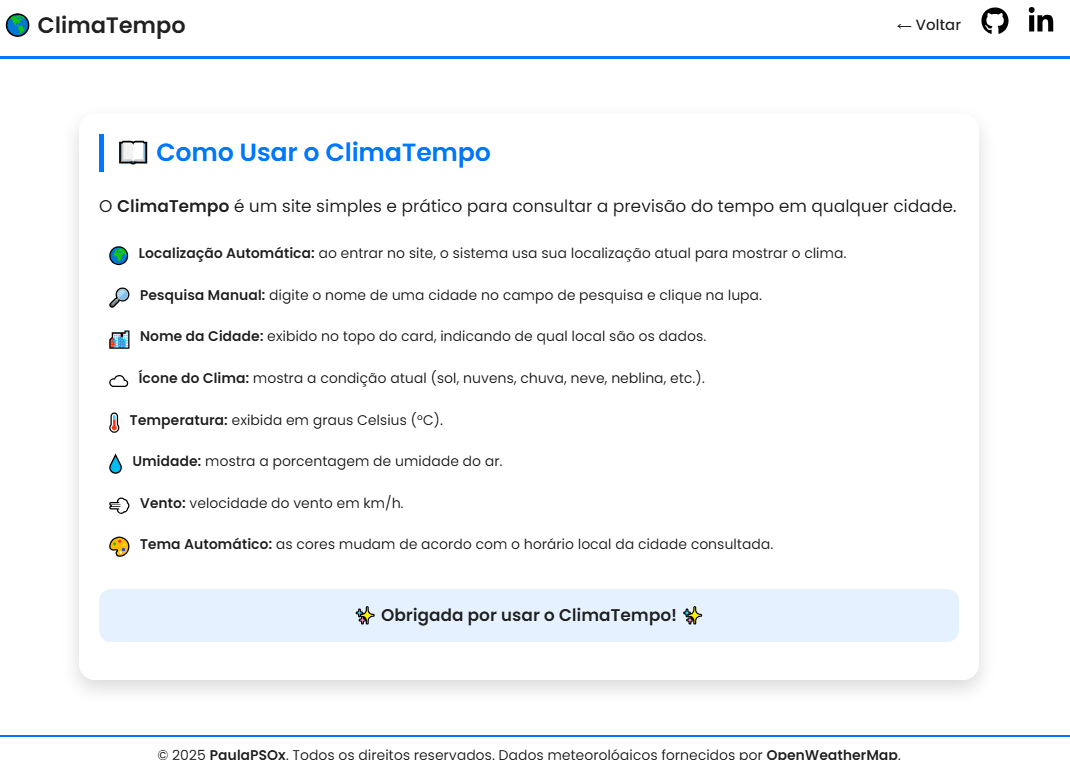 ClimaTempo
← Voltar
Como Usar o ClimaTempo
O ClimaTempo é um site simples e prático para consultar a previsão do tempo em qualquer cidade.
Localização Automática: ao entrar no site, o sistema usa sua localização atual para mostrar o clima.
Pesquisa Manual: digite o nome de uma cidade no campo de pesquisa e clique na lupa.
Nome da Cidade: exibido no topo do card, indicando de qual local são os dados.
Ícone do Clima: mostra a condição atual (sol, nuvens, chuva, neve, neblina, etc.).
Temperatura: exibida em graus Celsius (°C).
Umidade: mostra a porcentagem de umidade do ar.
Vento: velocidade do vento em km/h.
Tema Automático: as cores mudam de acordo com o horário local da cidade consultada.
✨ Obrigada por usar o ClimaTempo! ✨
© 2025 PaulaPSOx. Todos os direitos reservados. Dados meteorológicos fornecidos por OpenWeatherMap.